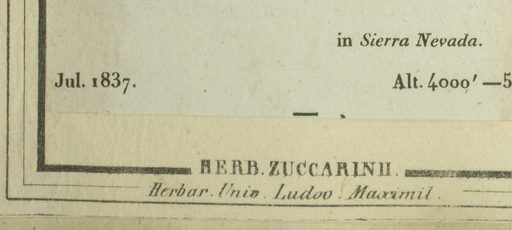 in Sierra Nevada.
Jul. 1837. Alt. 4000' — 5
HERB. ZUCCARINII.
Herbar. Univ. Ludov. Maximil.